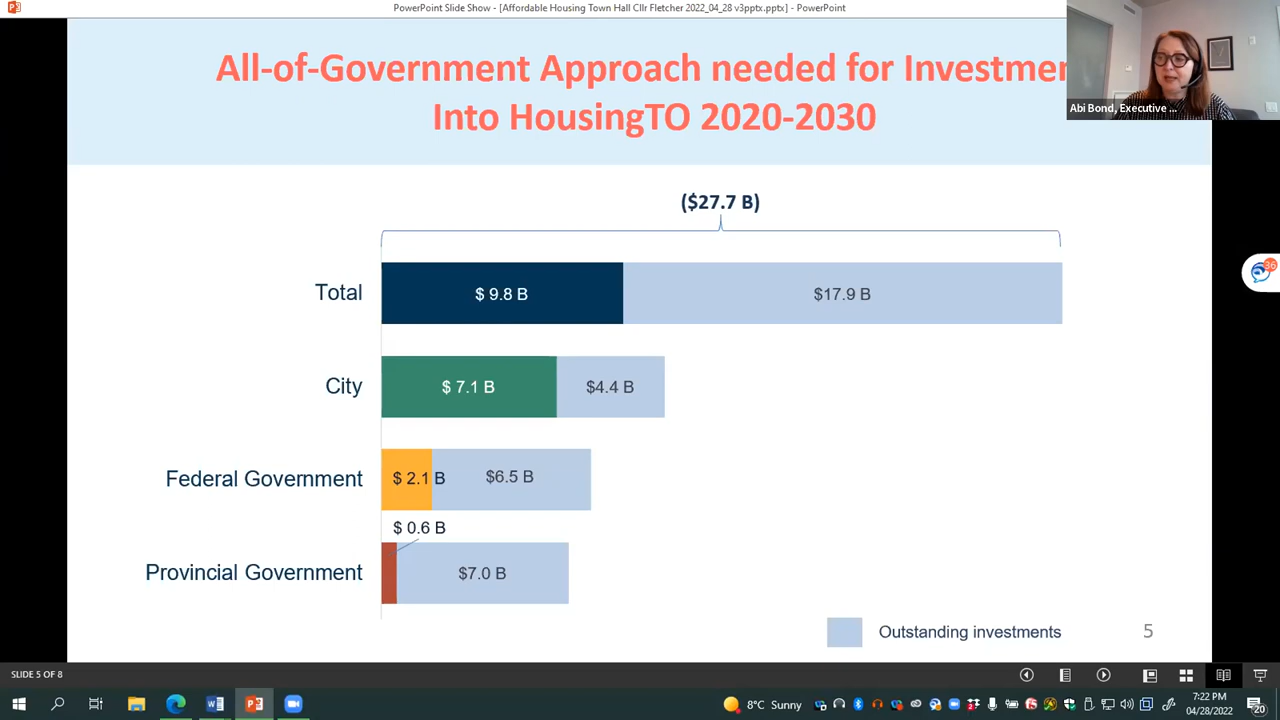 PowerPoint Slide Show - [Affordable Housing Town Hall Cllr Fletcher 2022_04_28 v3pptx.pptx] - PowerPoint
All-of-Government Approach needed for Investmen
Into HousingTO 2020-2030
Abi Bond, Executive ...
($27.7 B)
Total
$ 9.8 B
$17.9 B
36
City
$ 7.1 B
$4.4 B
Federal Government
$ 2.1 B
$6.5 B
$ 0.6 B
Provincial Government
$7.0 B
Outstanding investments
5
SLIDE 5 OF 8
8°C Sunny
7:22 PM
04/28/2022
20